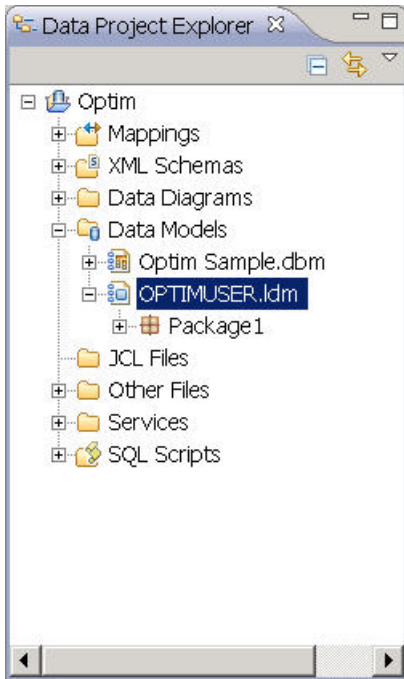 Data Project Explorer
Optim
Mappings
XML Schemas
Data Diagrams
Data Models
Optim Sample.dbm
OPTIMUSER.ldm
Package1
JCL Files
Other Files
Services
SQL Scripts